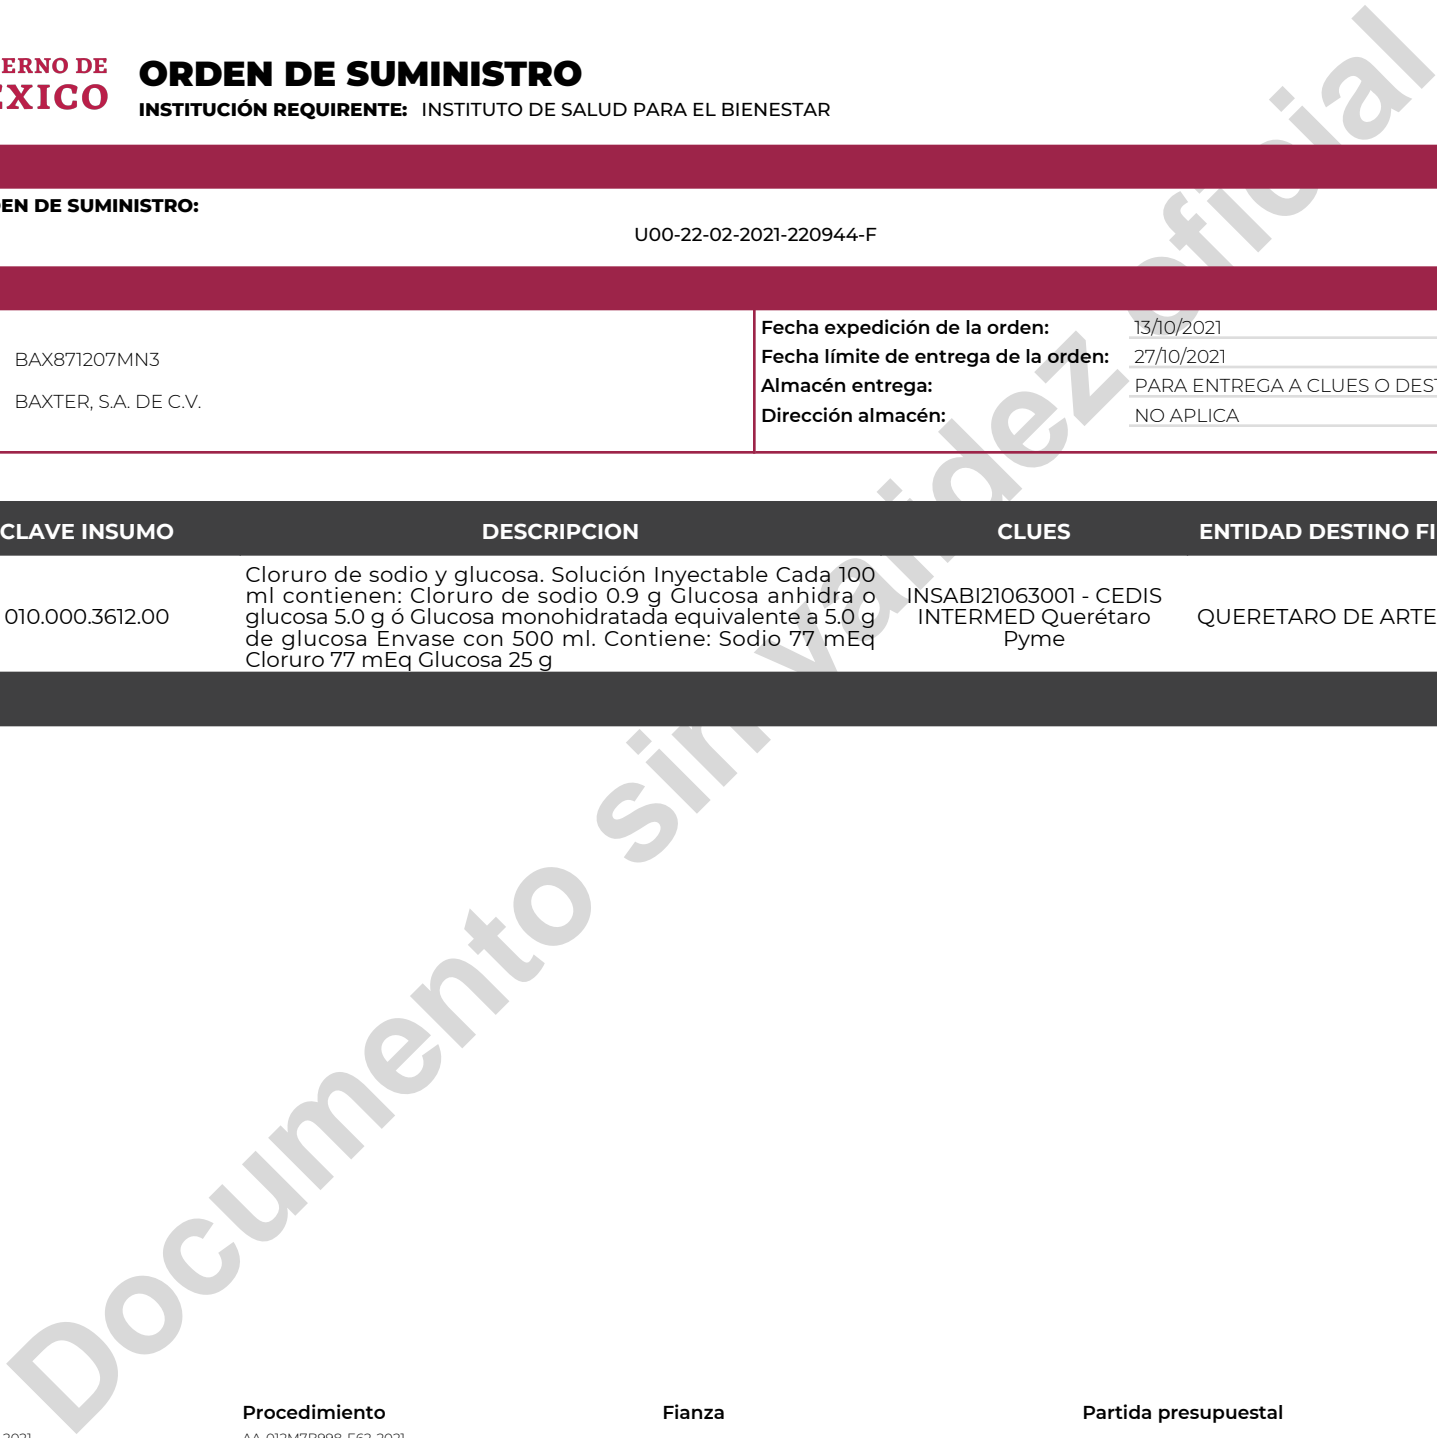 ERNO DE
EXICO
ORDEN DE SUMINISTRO
INSTITUCIÓN REQUIRENTE: INSTITUTO DE SALUD PARA EL BIENESTAR
EN DE SUMINISTRO:
U00-22-02-2021-220944-F
BAX871207MN3
BAXTER, S.A. DE C.V.
Fecha expedición de la orden: 13/10/2021
Fecha límite de entrega de la orden: 27/10/2021
Almacén entrega: PARA ENTREGA A CLUES O DEST
Dirección almacén: NO APLICA
CLAVE INSUMO DESCRIPCION CLUES ENTIDAD DESTINO FI
010.000.3612.00
Cloruro de sodio y glucosa. Solución Inyectable Cada 100
ml contienen: Cloruro de sodio 0.9 g Glucosa anhidra o
glucosa 5.0 g ó Glucosa monohidratada equivalente a 5.0 g
de glucosa Envase con 500 ml. Contiene: Sodio 77 mEq
Cloruro 77 mEq Glucosa 25 g
INSABI21063001 - CEDIS
INTERMED Querétaro
Pyme
QUERETARO DE ARTE
Documento sin validez oficial
Procedimiento Fianza Partida presupuestal